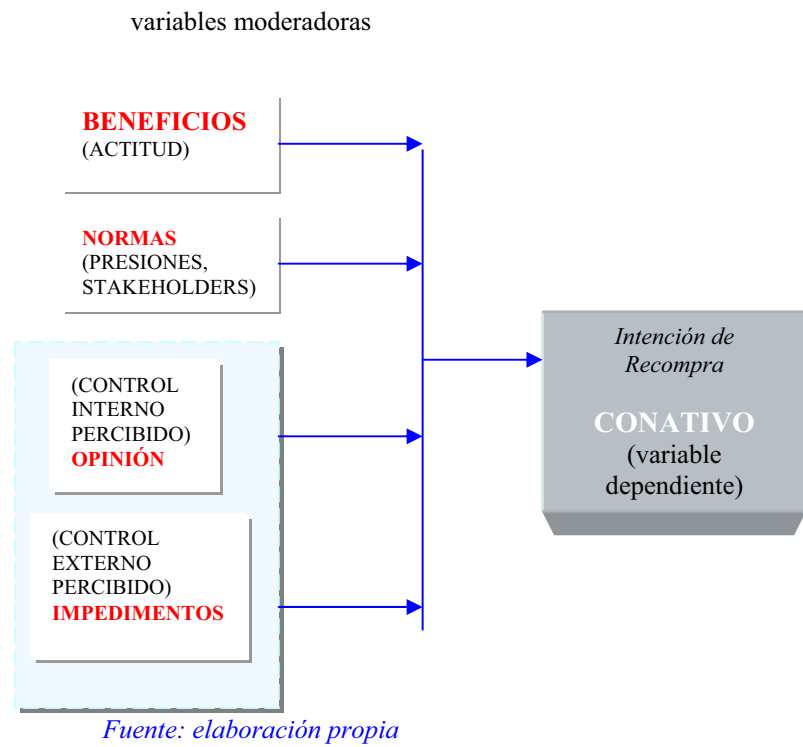 variables moderadoras
BENEFICIOS
(ACTITUD)
NORMAS
(PRESIONES,
STAKEHOLDERS)
(CONTROL
INTERNO
PERCIBIDO)
OPINIÓN
(CONTROL
EXTERNO
PERCIBIDO)
IMPEDIMENTOS
Intención de
Recompra
CONATIVO
(variable
dependiente)
Fuente: elaboración propia